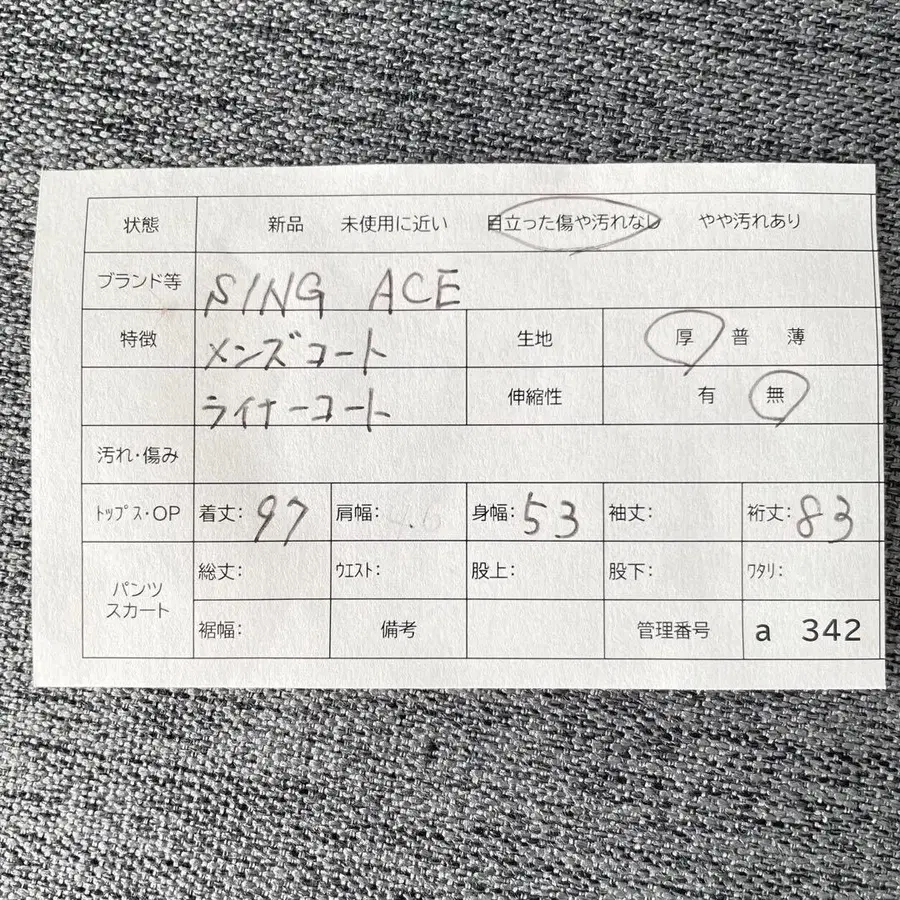 状態 新品 未使用に近い 目立った傷や汚れなし やや汚れあり
ブランド等 SING ACE
特徴 メンズコート 生地 厚 普 薄
ライナーコート 伸縮性 有 無
汚れ・傷み
トップス・OP 着丈: 97 肩幅: 身幅: 53 袖丈: 裄丈: 83
パンツ スカート 総丈: ウエスト: 股上: 股下: ワタリ:
裾幅: 備考 管理番号 a 342